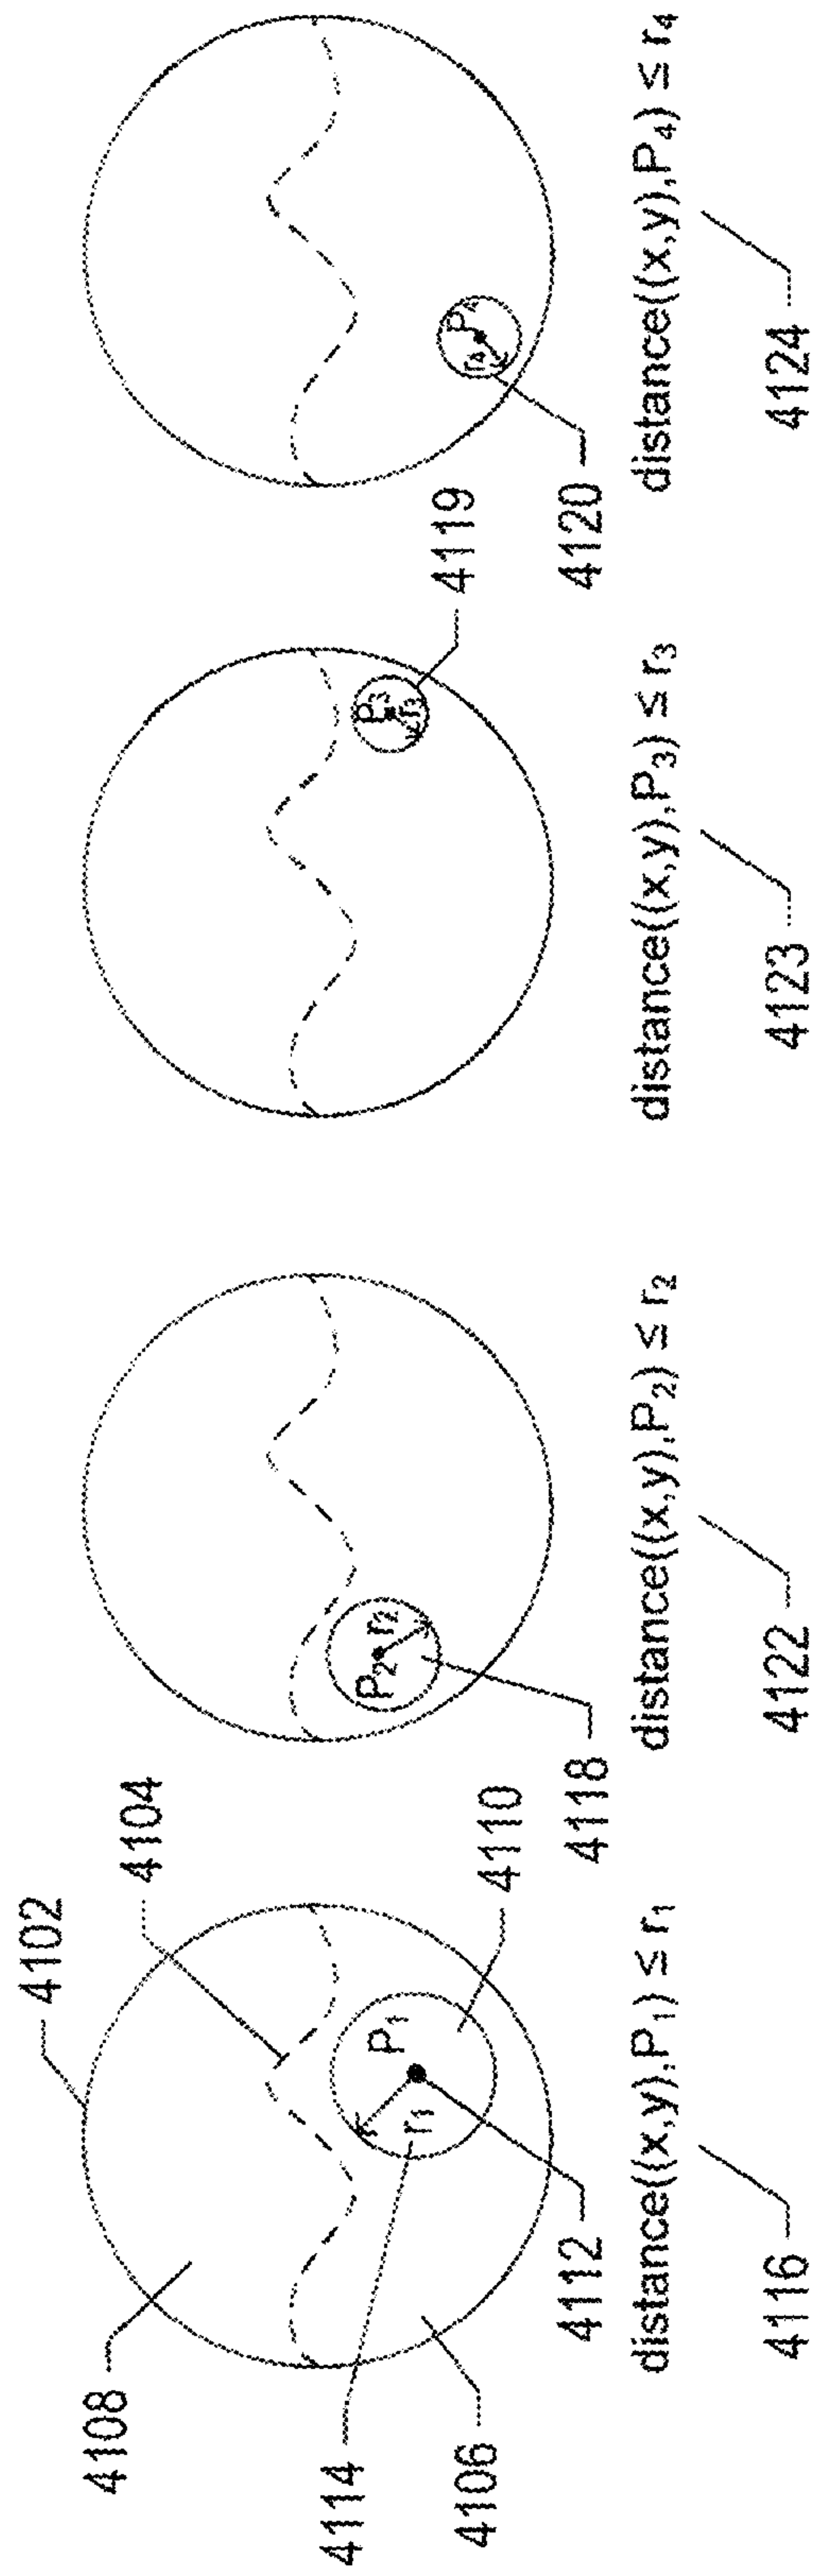 4102
4104
4108
P₁
r₁
4114
4106
4110
4112
distance((x,y),P₁) ≤ r₁
4116
P₂
r₂
4118
distance((x,y),P₂) ≤ r₂
4122
P₃
r₃
4119
distance((x,y),P₃) ≤ r₃
4123
P₄
r₄
4120
distance((x,y),P₄) ≤ r₄
4124